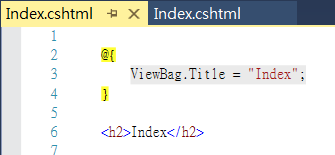 Index.cshtml Index.cshtml
1
2 @{
3 ViewBag.Title = "Index";
4 }
5
6 <h2>Index</h2>